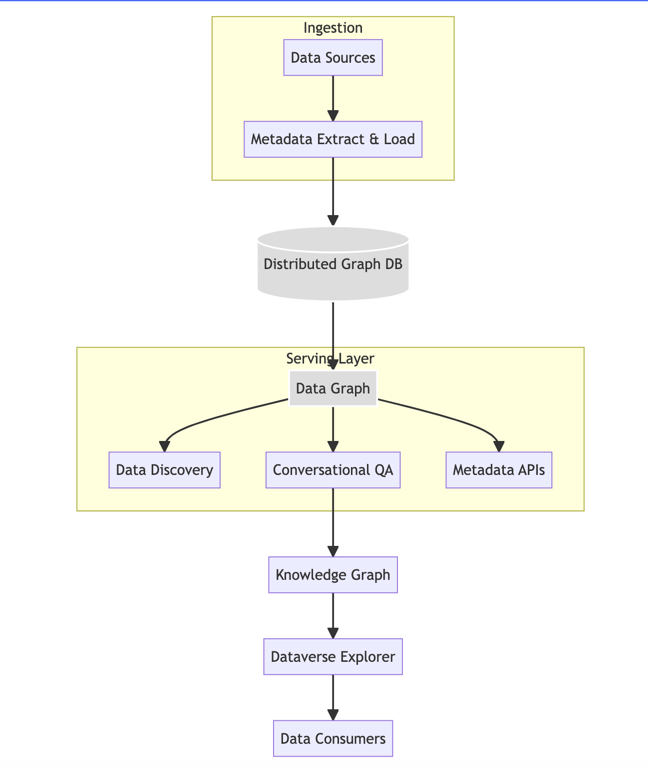 Ingestion
Data Sources
Metadata Extract & Load
Distributed Graph DB
Serving Layer
Data Graph
Data Discovery
Conversational QA
Metadata APIs
Knowledge Graph
Dataverse Explorer
Data Consumers